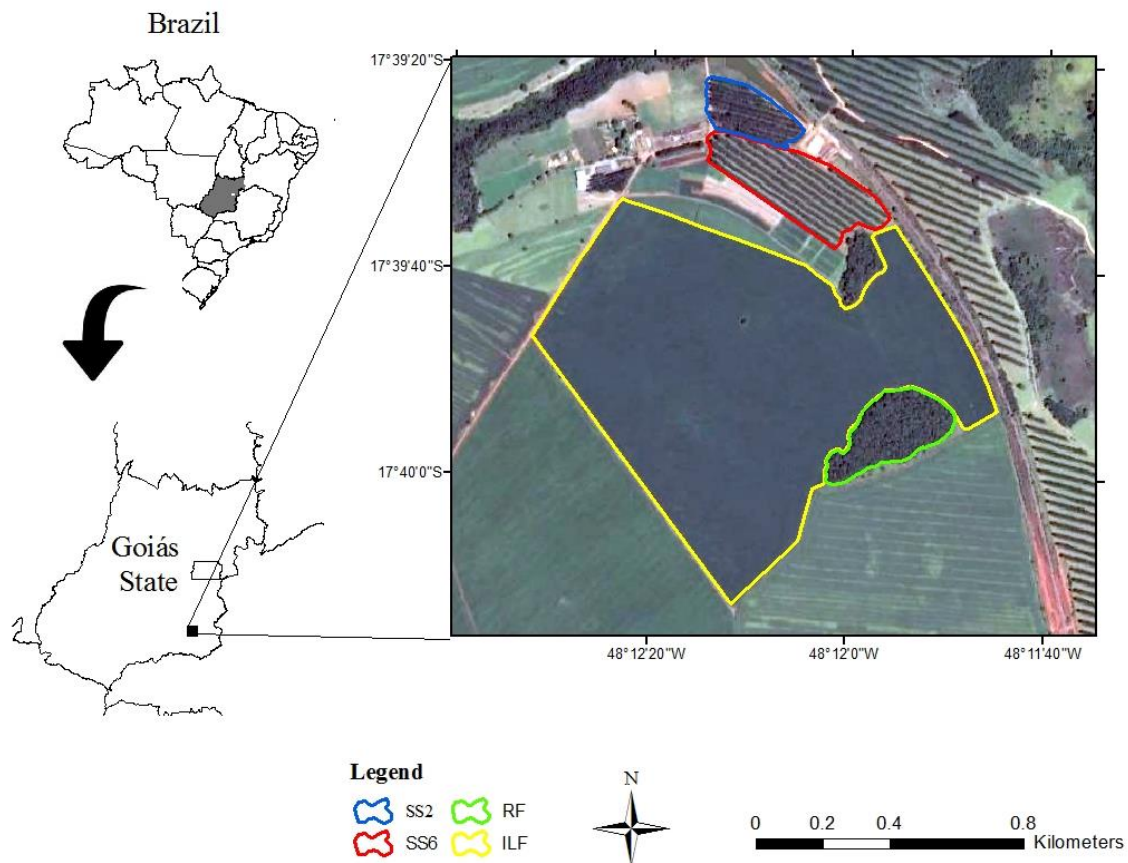 Brazil
17°39'20"S
17°39'40"S
17°40'0"S
Goiás
State
48°12'20"W
48°12'0"W
48°11'40"W
Legend
SS2
RF
SS6
ILF
N
0
0.2
0.4
0.8
Kilometers